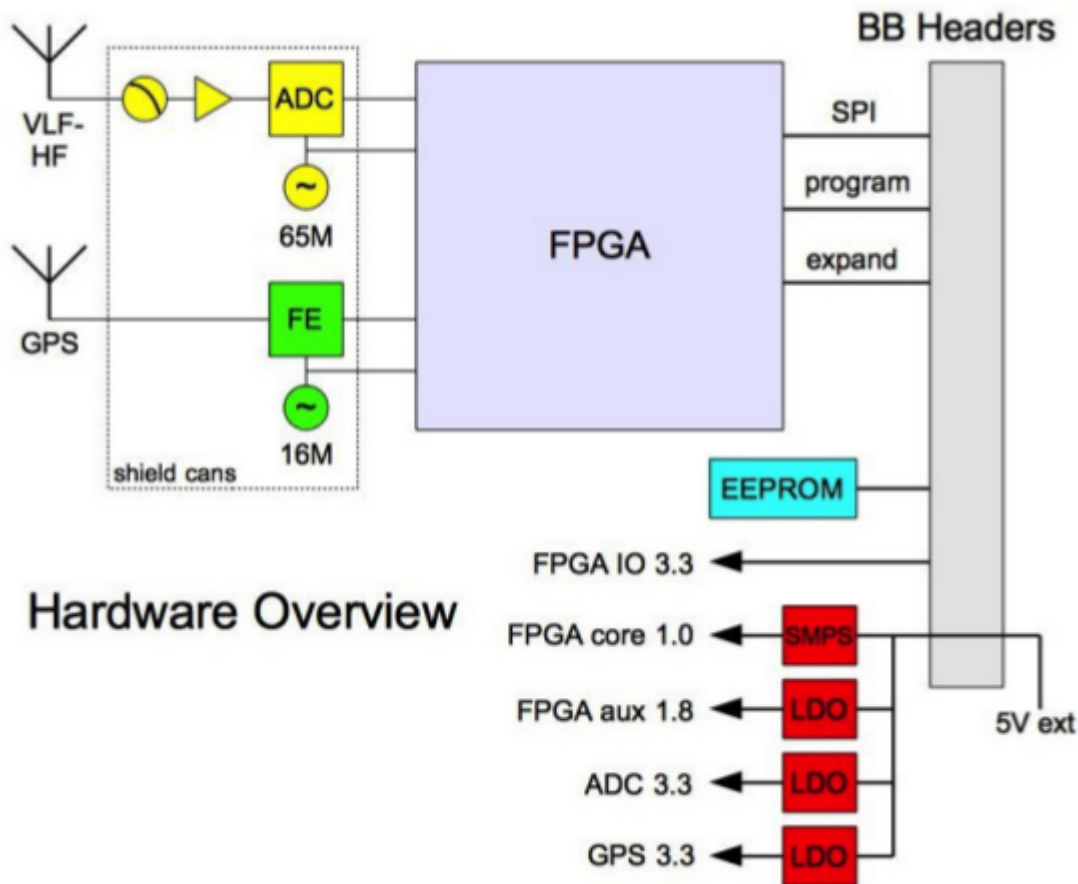 BB Headers
VLF-
HF
ADC
65M
FPGA
SPI
program
expand
GPS
FE
16M
shield cans
EEPROM
Hardware Overview
FPGA IO 3.3
FPGA core 1.0
SMPS
FPGA aux 1.8
LDO
5V ext
ADC 3.3
LDO
GPS 3.3
LDO